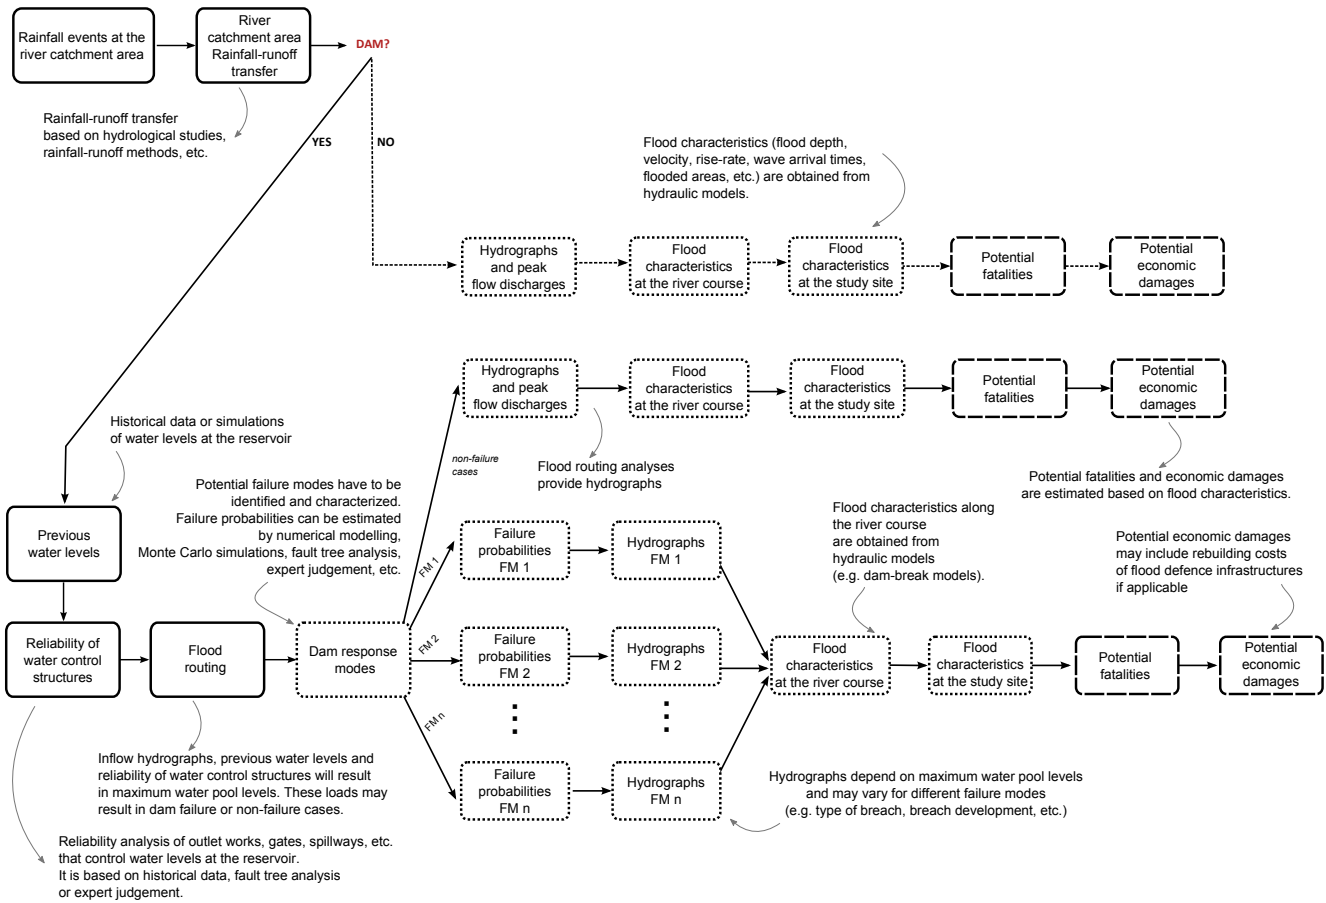 Rainfall events at the
river catchment area
River
catchment area
Rainfall-runoff
transfer
DAM?
Rainfall-runoff transfer
based on hydrological studies,
rainfall-runoff methods, etc.
YES
NO
Flood characteristics (flood depth,
velocity, rise-rate, wave arrival times,
flooded areas, etc.) are obtained from
hydraulic models.
Hydrographs
and peak
flow discharges
Flood
characteristics
at the river course
Flood
characteristics
at the study site
Potential
fatalities
Potential
economic
damages
Hydrographs
and peak
flow discharges
Flood
characteristics
at the river course
Flood
characteristics
at the study site
Potential
fatalities
Potential
economic
damages
Historical data or simulations
of water levels at the reservoir
non-failure
cases
Flood routing analyses
provide hydrographs
Potential fatalities and economic damages
are estimated based on flood characteristics.
Potential failure modes have to be
identified and characterized.
Failure probabilities can be estimated
by numerical modelling,
Monte Carlo simulations, fault tree analysis,
expert judgement, etc.
Flood characteristics along
the river course
are obtained from
hydraulic models
(e.g. dam-break models).
Potential economic damages
may include rebuilding costs
of flood defence infrastructures
if applicable
Previous
water levels
FM 1
Failure
probabilities
FM 1
Hydrographs
FM 1
Reliability of
water control
structures
Flood
routing
Dam response
modes
FM 2
Failure
probabilities
FM 2
Hydrographs
FM 2
Flood
characteristics
at the river course
Flood
characteristics
at the study site
Potential
fatalities
Potential
economic
damages
FM n
Failure
probabilities
FM n
Hydrographs
FM n
Inflow hydrographs, previous water levels and
reliability of water control structures will result
in maximum water pool levels. These loads may
result in dam failure or non-failure cases.
Hydrographs depend on maximum water pool levels
and may vary for different failure modes
(e.g. type of breach, breach development, etc.)
Reliability analysis of outlet works, gates, spillways, etc.
that control water levels at the reservoir.
It is based on historical data, fault tree analysis
or expert judgement.